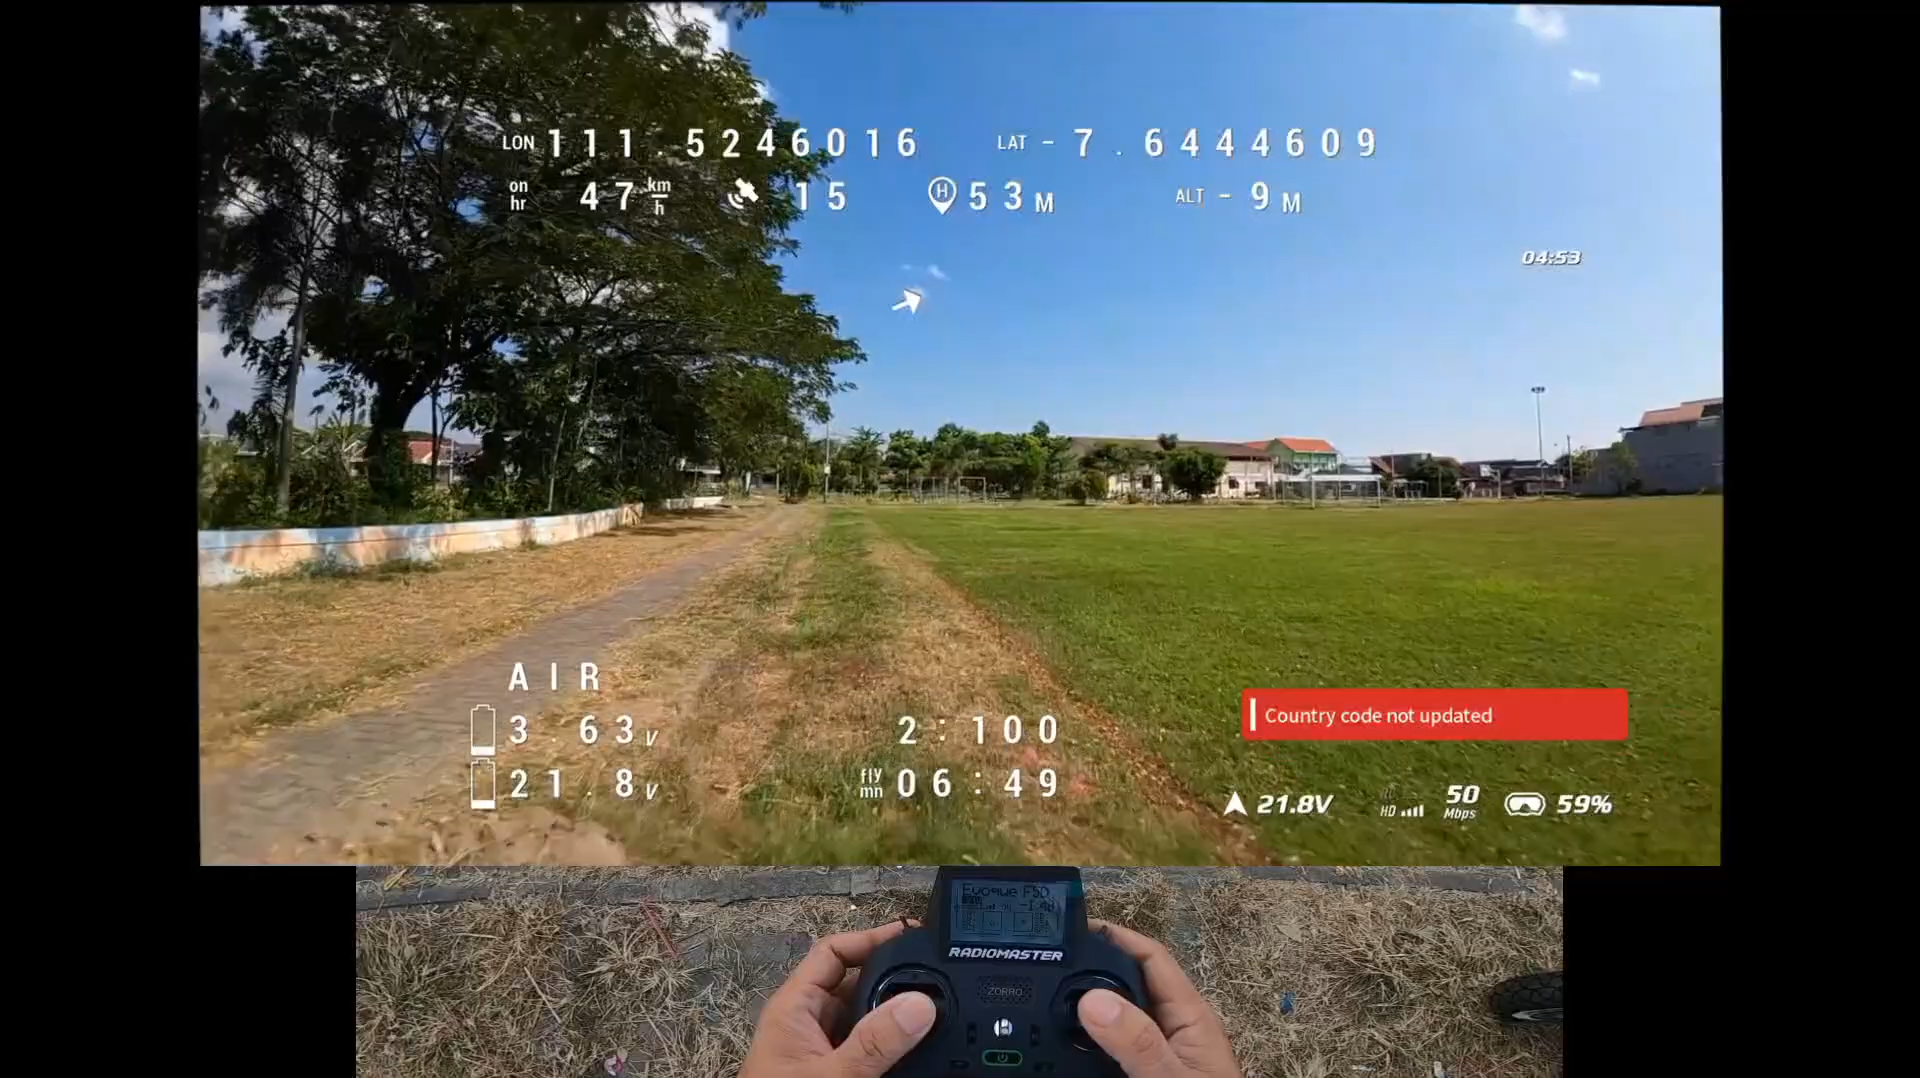 LON 111.5246016 LAT -7.6444609
on hr 47 km/h 15 H 53 M ALT -9 M
04:53
AIR
3.63 V 2:100
Country code not updated
21.8 V fly mn 06:49
21.8V HD 50 Mbps 59%
Evoque F5D
RADIOMASTER
ZORRO